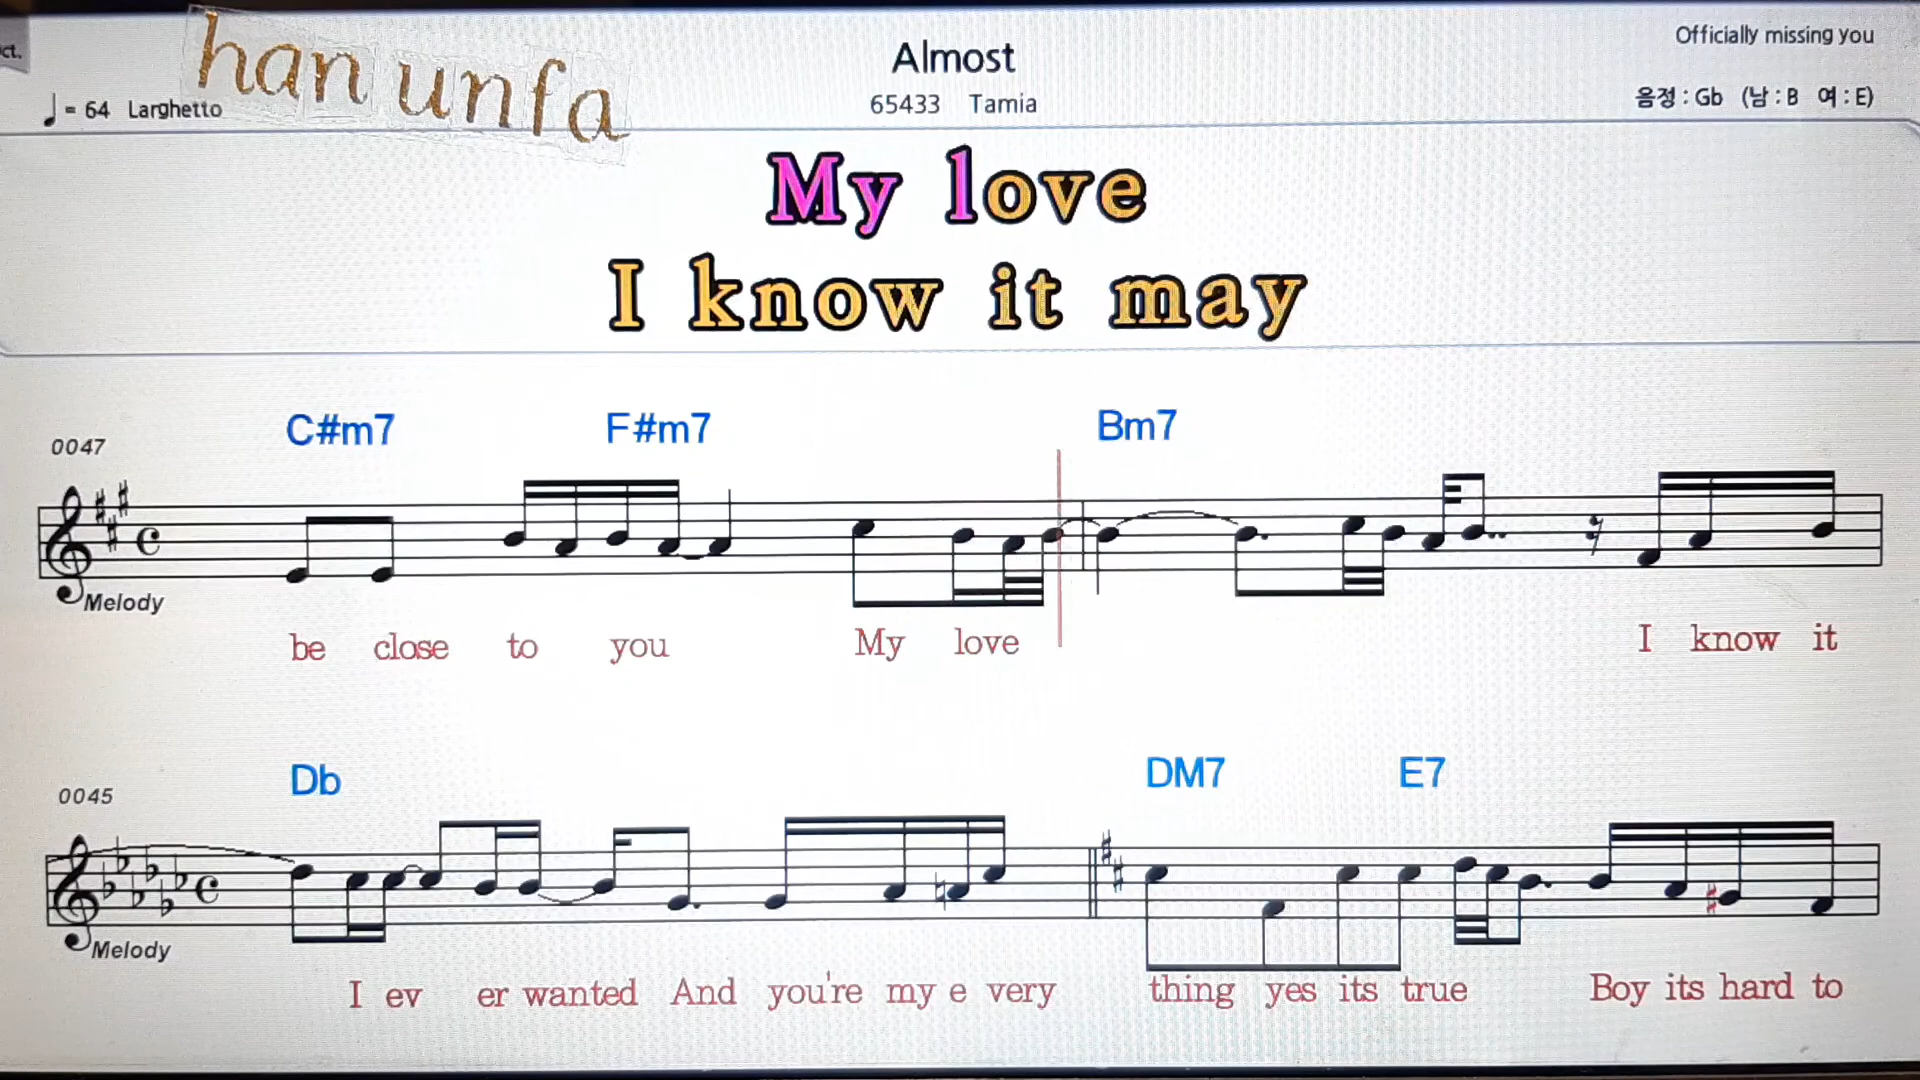 ct.
han unfa
Almost
Officially missing you
♩ = 64 Larghetto
65433 Tamia
음정 : Gb (남 : B 여 : E)
My love
I know it may
C#m7 F#m7 Bm7
0047
Melody
be close to you My love I know it
Db DM7 E7
0045
Melody
I ev er wanted And you're my e very thing yes its true Boy its hard to